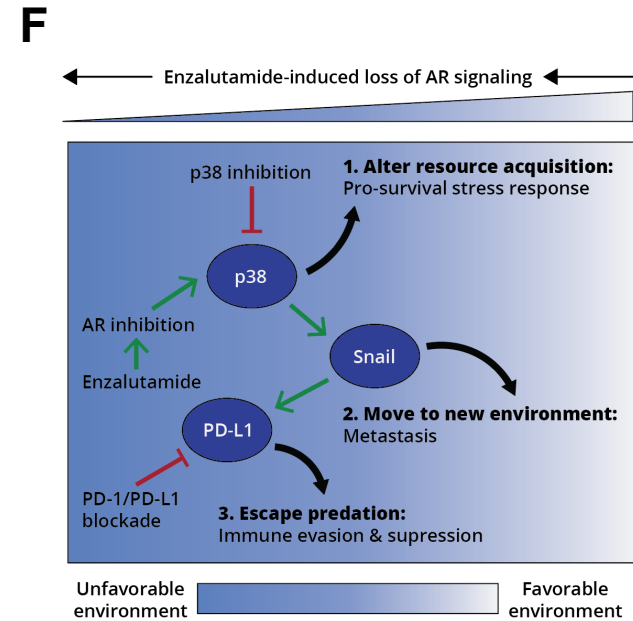 F
Enzalutamide-induced loss of AR signaling
p38 inhibition
1. Alter resource acquisition:
Pro-survival stress response
p38
AR inhibition
Enzalutamide
Snail
PD-L1
2. Move to new environment:
Metastasis
PD-1/PD-L1
blockade
3. Escape predation:
Immune evasion & supression
Unfavorable
environment
Favorable
environment